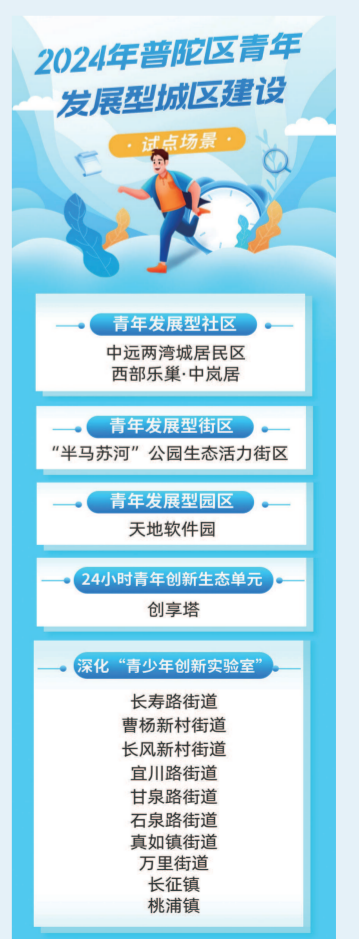 2024年普陀区青年
发展型城区建设
· 试点场景 ·
青年发展型社区
中远两湾城居民区
西部乐巢·中岚居
青年发展型街区
“半马苏河”公园生态活力街区
青年发展型园区
天地软件园
24小时青年创新生态单元
创享塔
深化“青少年创新实验室”
长寿路街道
曹杨新村街道
长风新村街道
宜川路街道
甘泉路街道
石泉路街道
真如镇街道
万里街道
长征镇
桃浦镇